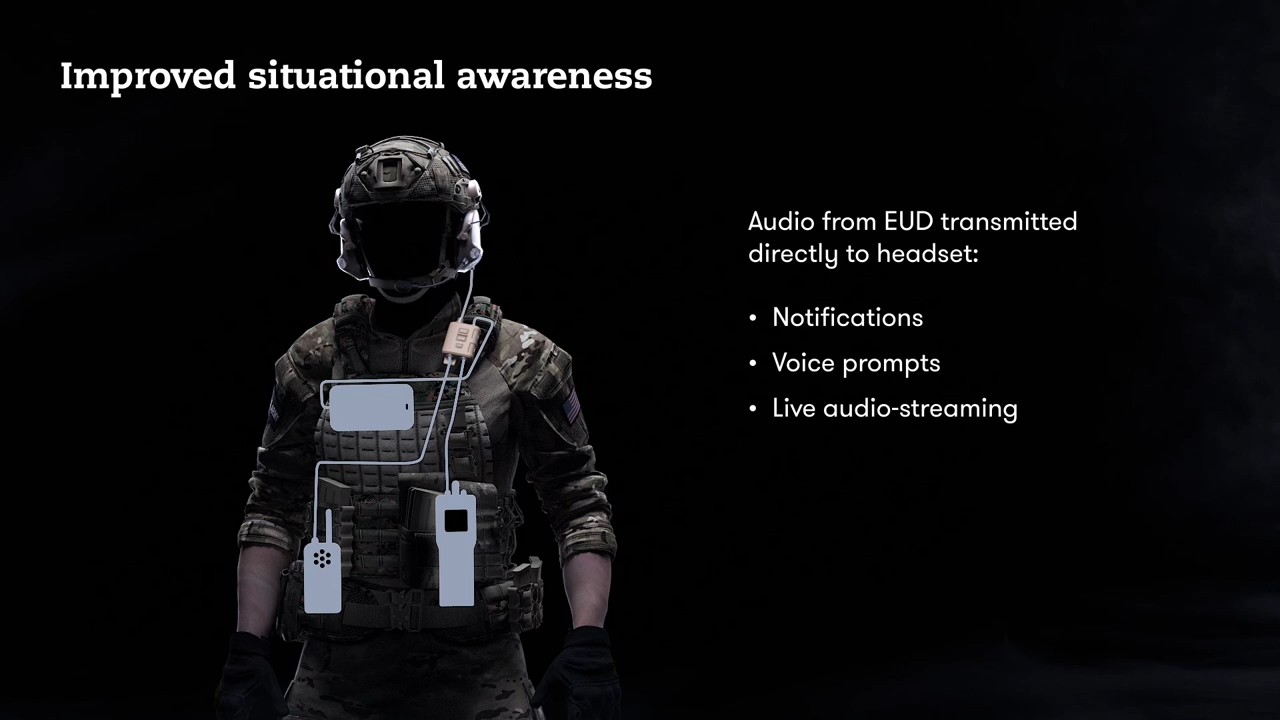 Improved situational awareness
Audio from EUD transmitted
directly to headset:
• Notifications
• Voice prompts
• Live audio-streaming